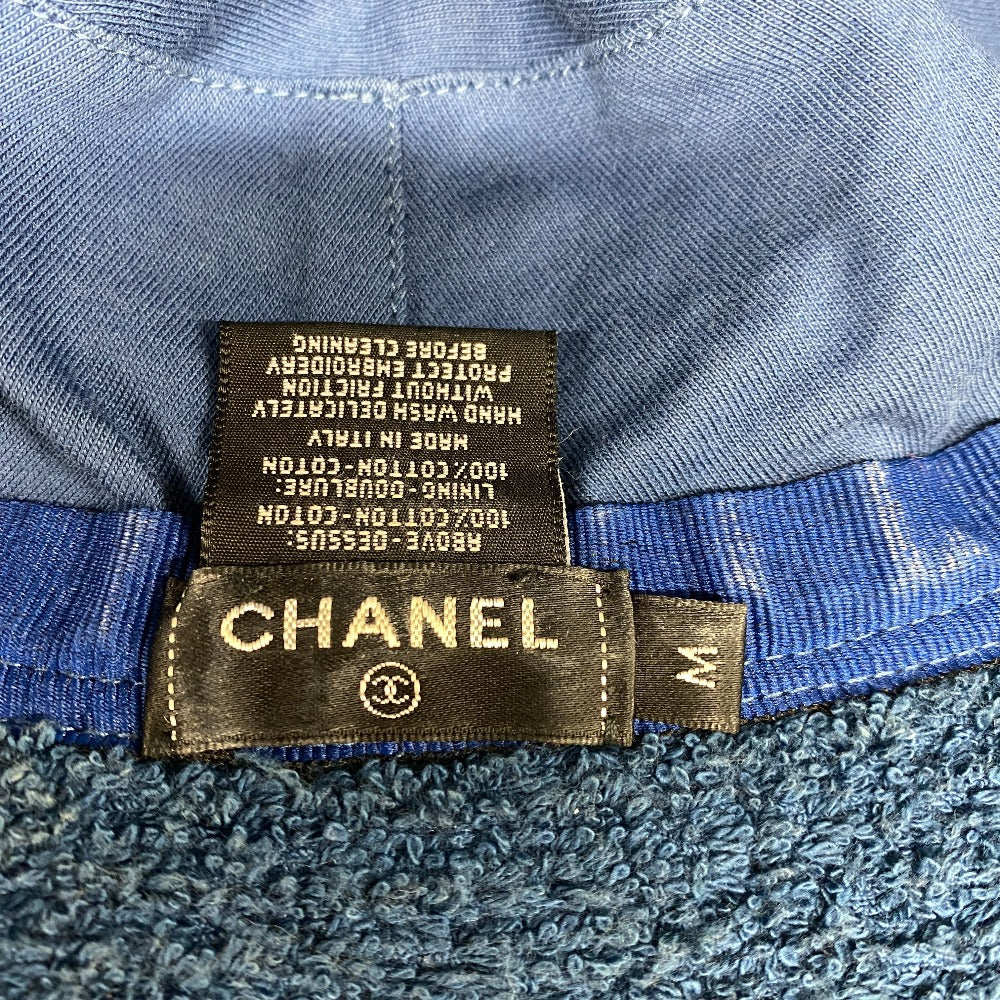 ABOVE-DESSUS:
100% COTTON-COTON
LINING-DOUBLURE:
100% COTTON-COTON
MADE IN ITALY
HAND WASH DELICATELY
WITHOUT FRICTION
PROTECT EMBROIDERY
BEFORE CLEANING
CHANEL
M